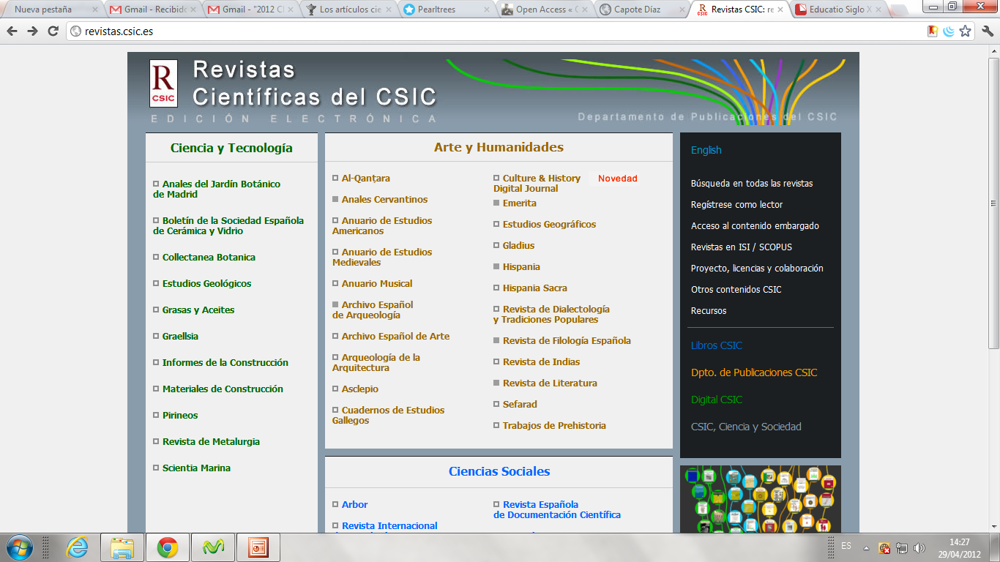 Nueva pestaña
Gmail - Recibido
Gmail - "2012 Cl
Los artículos cie
Pearltrees
Open Access « C
Capote Díaz
Revistas CSIC: re
Educatio Siglo X
revistas.csic.es
R
CSIC
Revistas
Científicas del CSIC
EDICIÓN ELECTRÓNICA
Departamento de Publicaciones del CSIC
Ciencia y Tecnología
Anales del Jardín Botánico
de Madrid
Boletín de la Sociedad Española
de Cerámica y Vidrio
Collectanea Botanica
Estudios Geológicos
Grasas y Aceites
Graellsia
Informes de la Construcción
Materiales de Construcción
Pirineos
Revista de Metalurgia
Scientia Marina
Arte y Humanidades
Al-Qanṭara
Anales Cervantinos
Anuario de Estudios
Americanos
Anuario de Estudios
Medievales
Anuario Musical
Archivo Español
de Arqueología
Archivo Español de Arte
Arqueología de la
Arquitectura
Asclepio
Cuadernos de Estudios
Gallegos
Culture & History Novedad
Digital Journal
Emerita
Estudios Geográficos
Gladius
Hispania
Hispania Sacra
Revista de Dialectología
y Tradiciones Populares
Revista de Filología Española
Revista de Indias
Revista de Literatura
Sefarad
Trabajos de Prehistoria
Ciencias Sociales
Arbor
Revista Internacional
Revista Española
de Documentación Científica
English
Búsqueda en todas las revistas
Regístrese como lector
Acceso al contenido embargado
Revistas en ISI / SCOPUS
Proyecto, licencias y colaboración
Otros contenidos CSIC
Recursos
Libros CSIC
Dpto. de Publicaciones CSIC
Digital CSIC
CSIC, Ciencia y Sociedad
ES
14:27
29/04/2012